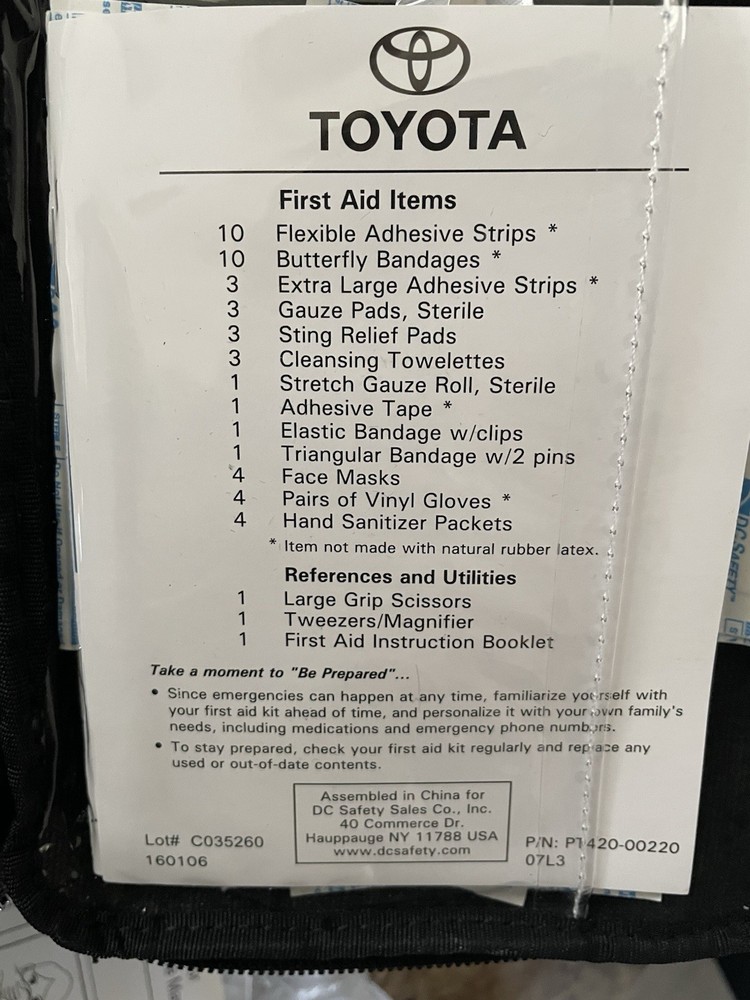 TOYOTA
First Aid Items
10 Flexible Adhesive Strips *
10 Butterfly Bandages *
3 Extra Large Adhesive Strips *
3 Gauze Pads, Sterile
3 Sting Relief Pads
3 Cleansing Towelettes
1 Stretch Gauze Roll, Sterile
1 Adhesive Tape *
1 Elastic Bandage w/clips
1 Triangular Bandage w/2 pins
4 Face Masks
4 Pairs of Vinyl Gloves *
4 Hand Sanitizer Packets
* Item not made with natural rubber latex.
References and Utilities
1 Large Grip Scissors
1 Tweezers/Magnifier
1 First Aid Instruction Booklet
Take a moment to "Be Prepared"...
• Since emergencies can happen at any time, familiarize yourself with
your first aid kit ahead of time, and personalize it with your own family's
needs, including medications and emergency phone numbers.
• To stay prepared, check your first aid kit regularly and replace any
used or out-of-date contents.
Assembled in China for
DC Safety Sales Co., Inc.
40 Commerce Dr.
Hauppauge NY 11788 USA
www.dcsafety.com
Lot# C035260
160106
P/N: PT420-00220
07L3
DC SAFETY